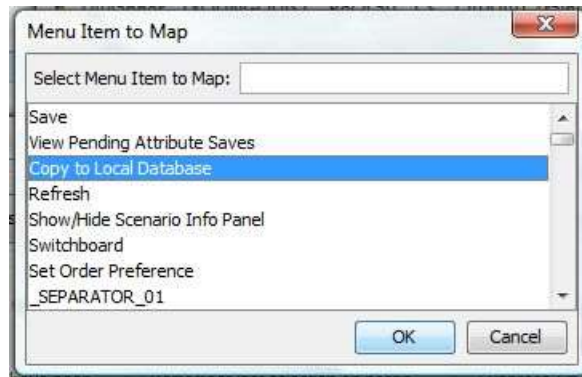 Menu Item to Map
Select Menu Item to Map:
Save
View Pending Attribute Saves
Copy to Local Database
Refresh
Show/Hide Scenario Info Panel
Switchboard
Set Order Preference
_SEPARATOR_01
OK Cancel